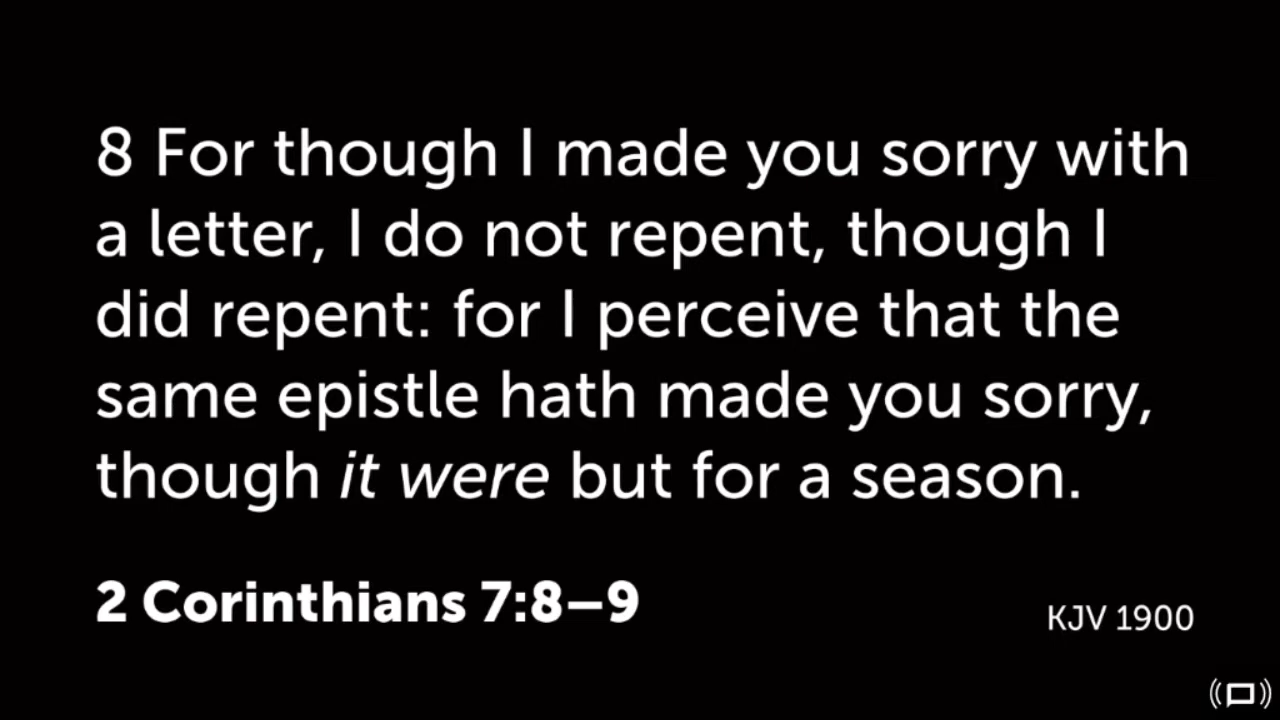 8 For though I made you sorry with
a letter, I do not repent, though I
did repent: for I perceive that the
same epistle hath made you sorry,
though it were but for a season.
2 Corinthians 7:8–9
KJV 1900